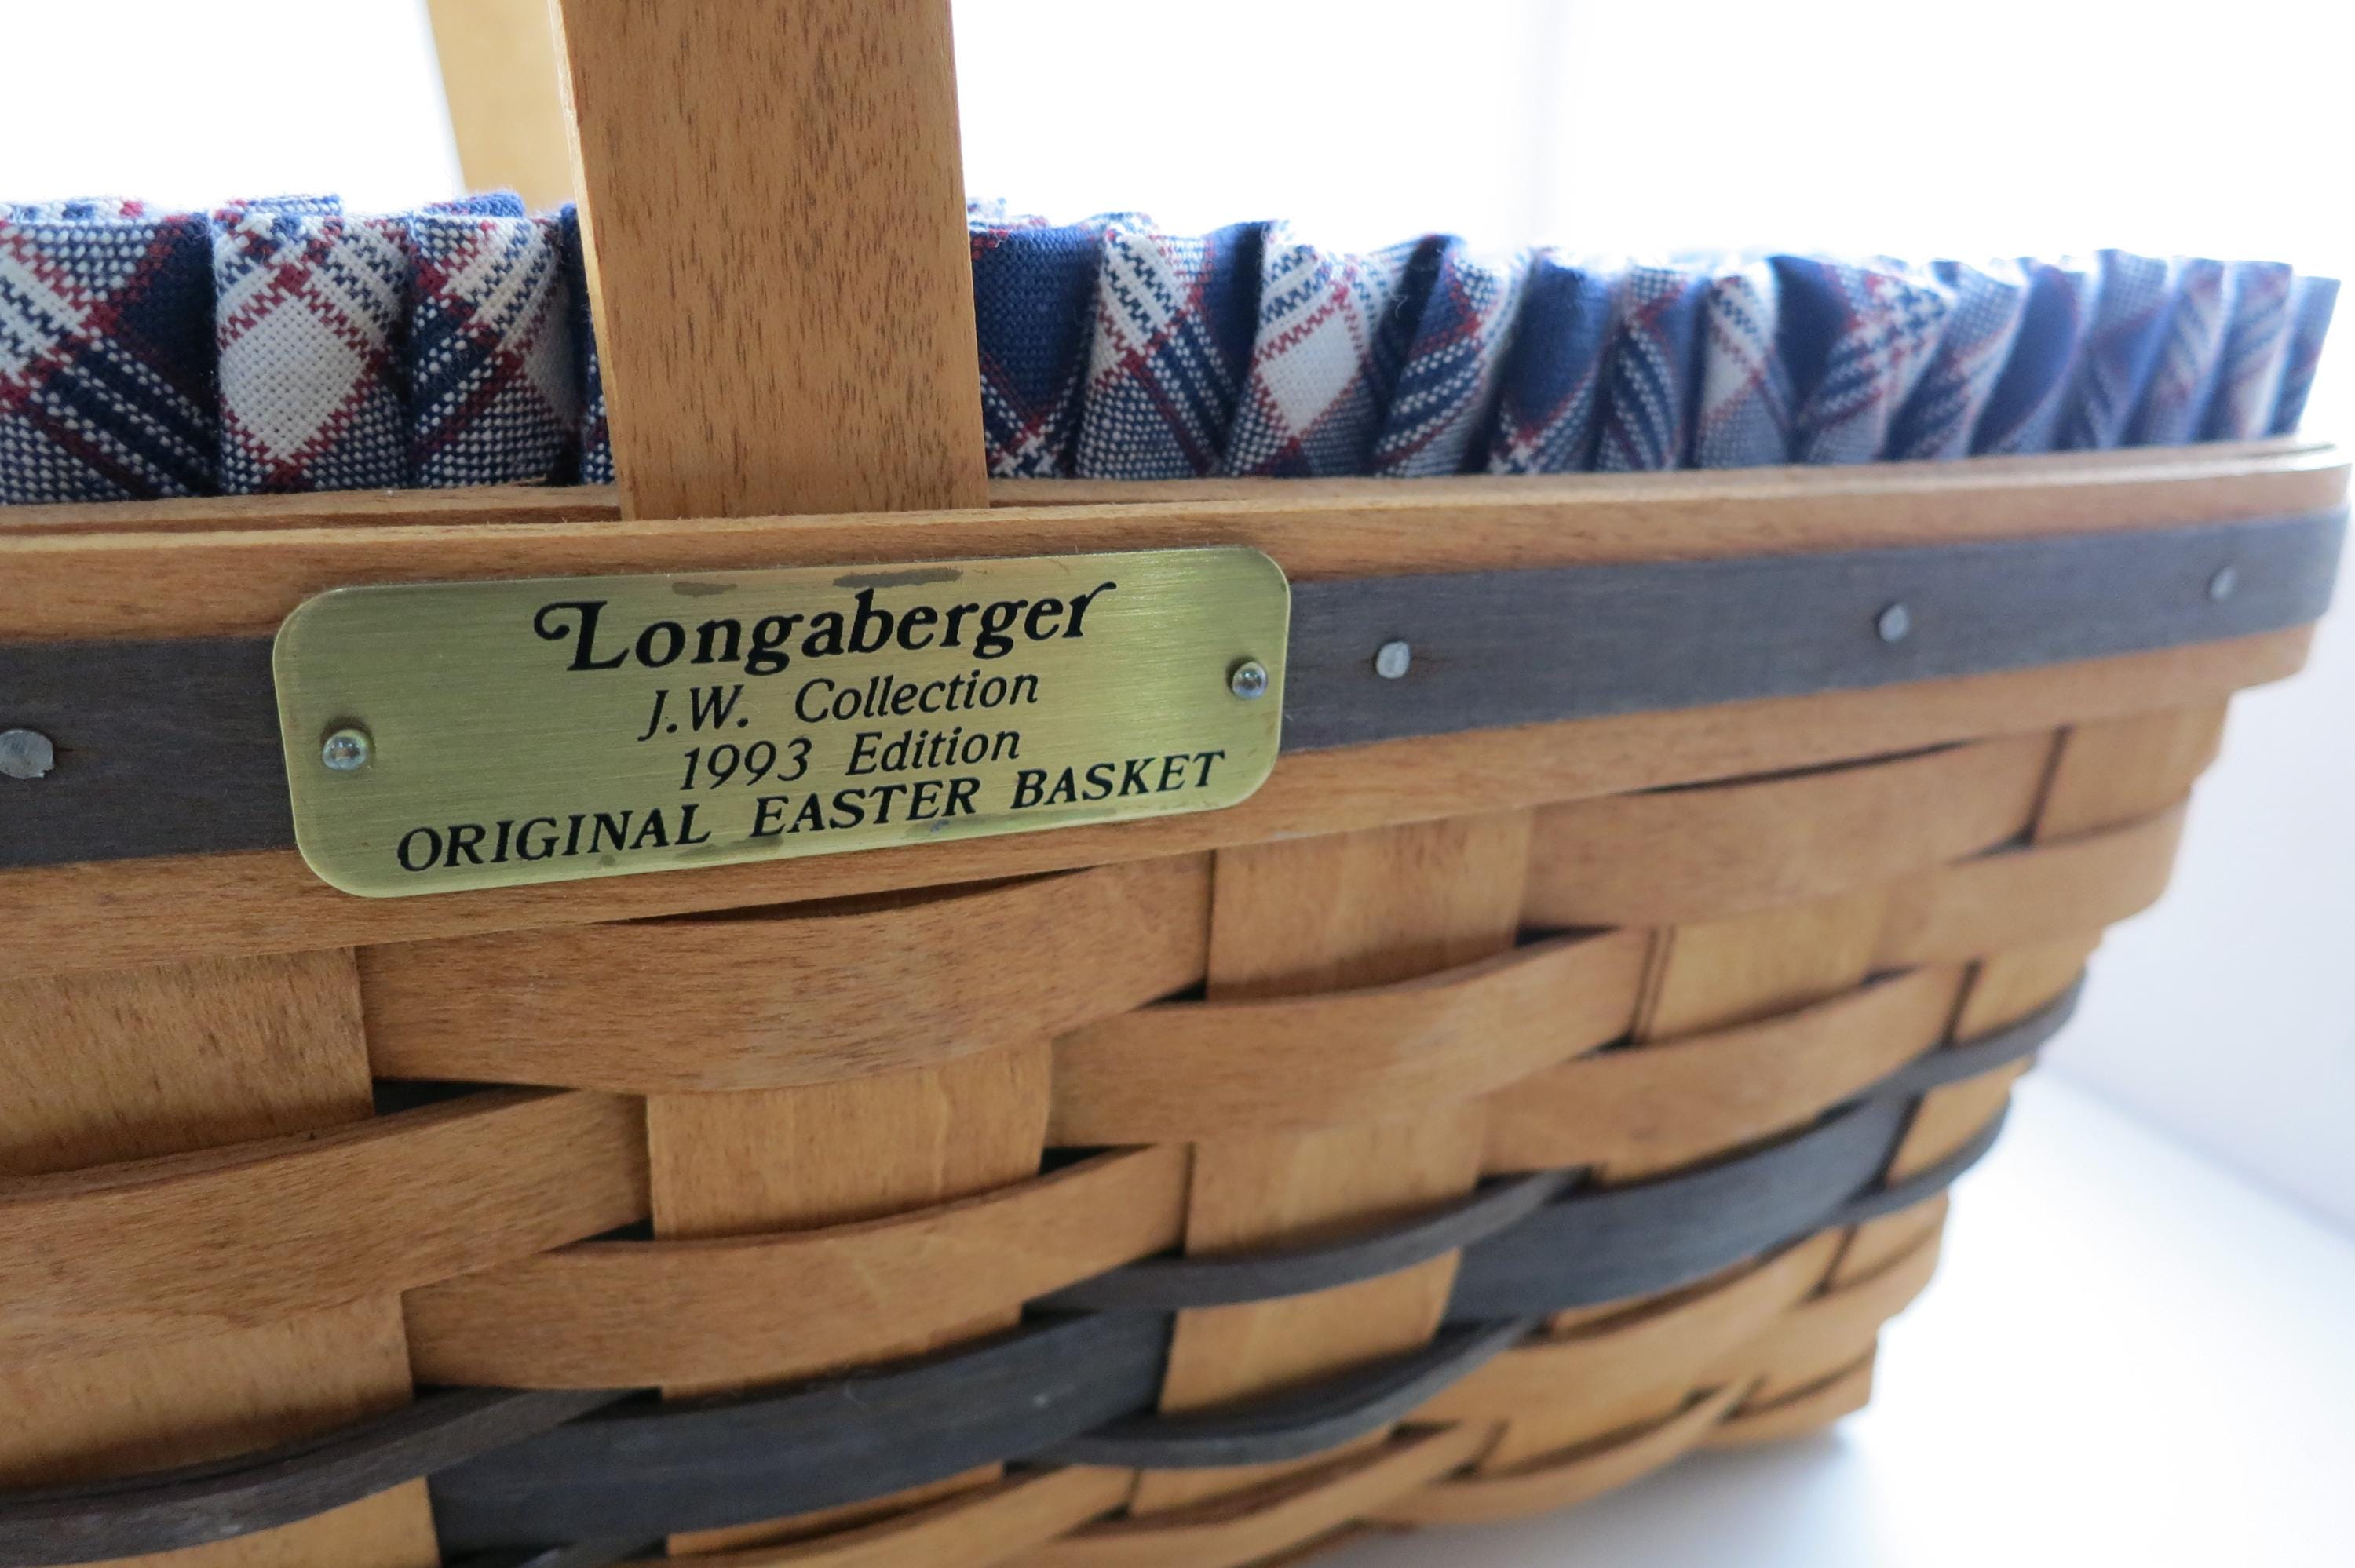 Longaberger
J.W. Collection
1993 Edition
ORIGINAL EASTER BASKET